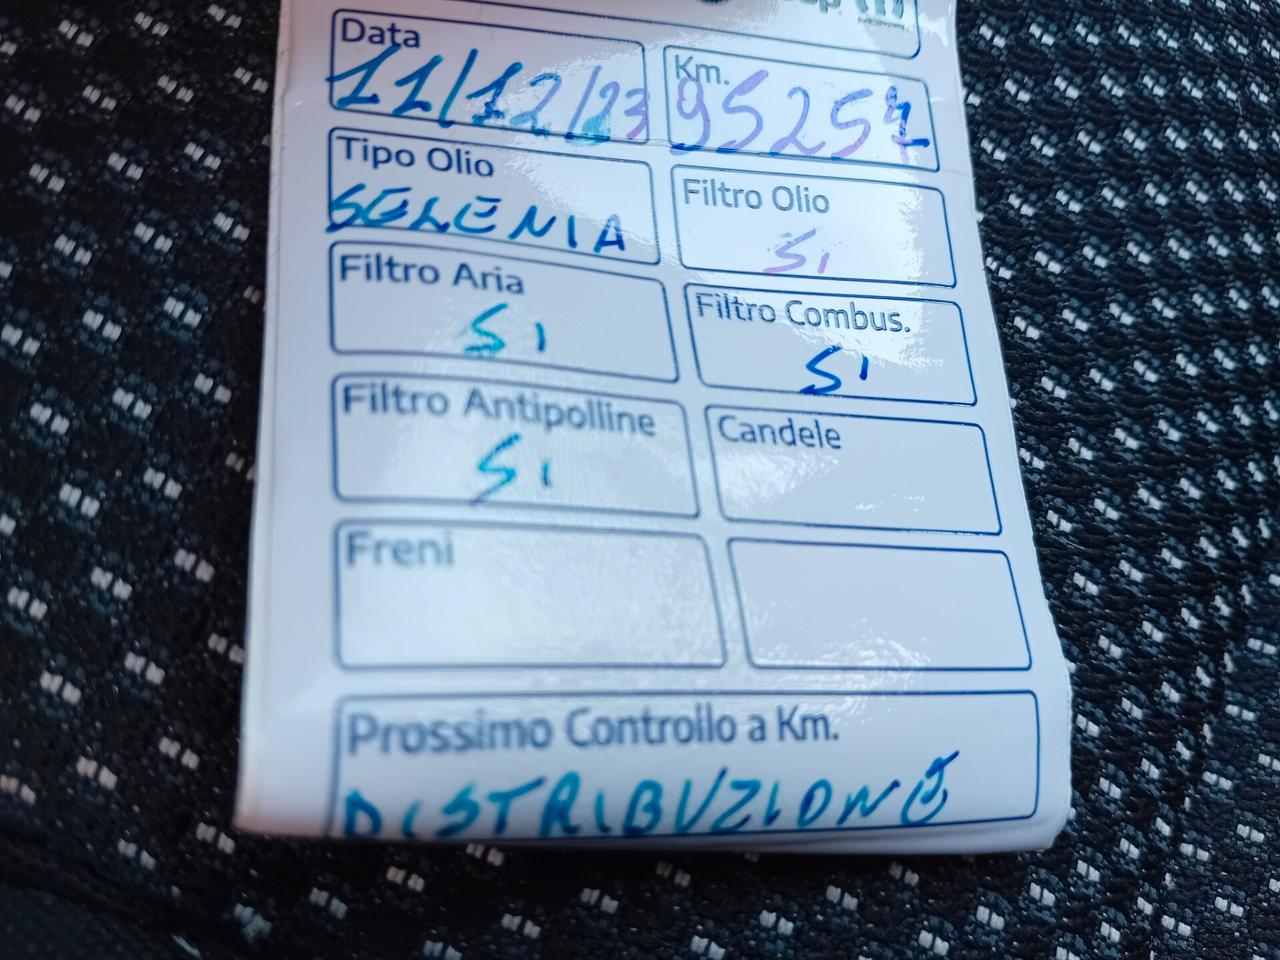 Data
11/12/23
Km.
95257
Tipo Olio
SELENIA
Filtro Olio
Si
Filtro Aria
Si
Filtro Combus.
Si
Filtro Antipolline
Si
Candele
Freni
Prossimo Controllo a Km.
DISTRIBUZIONE